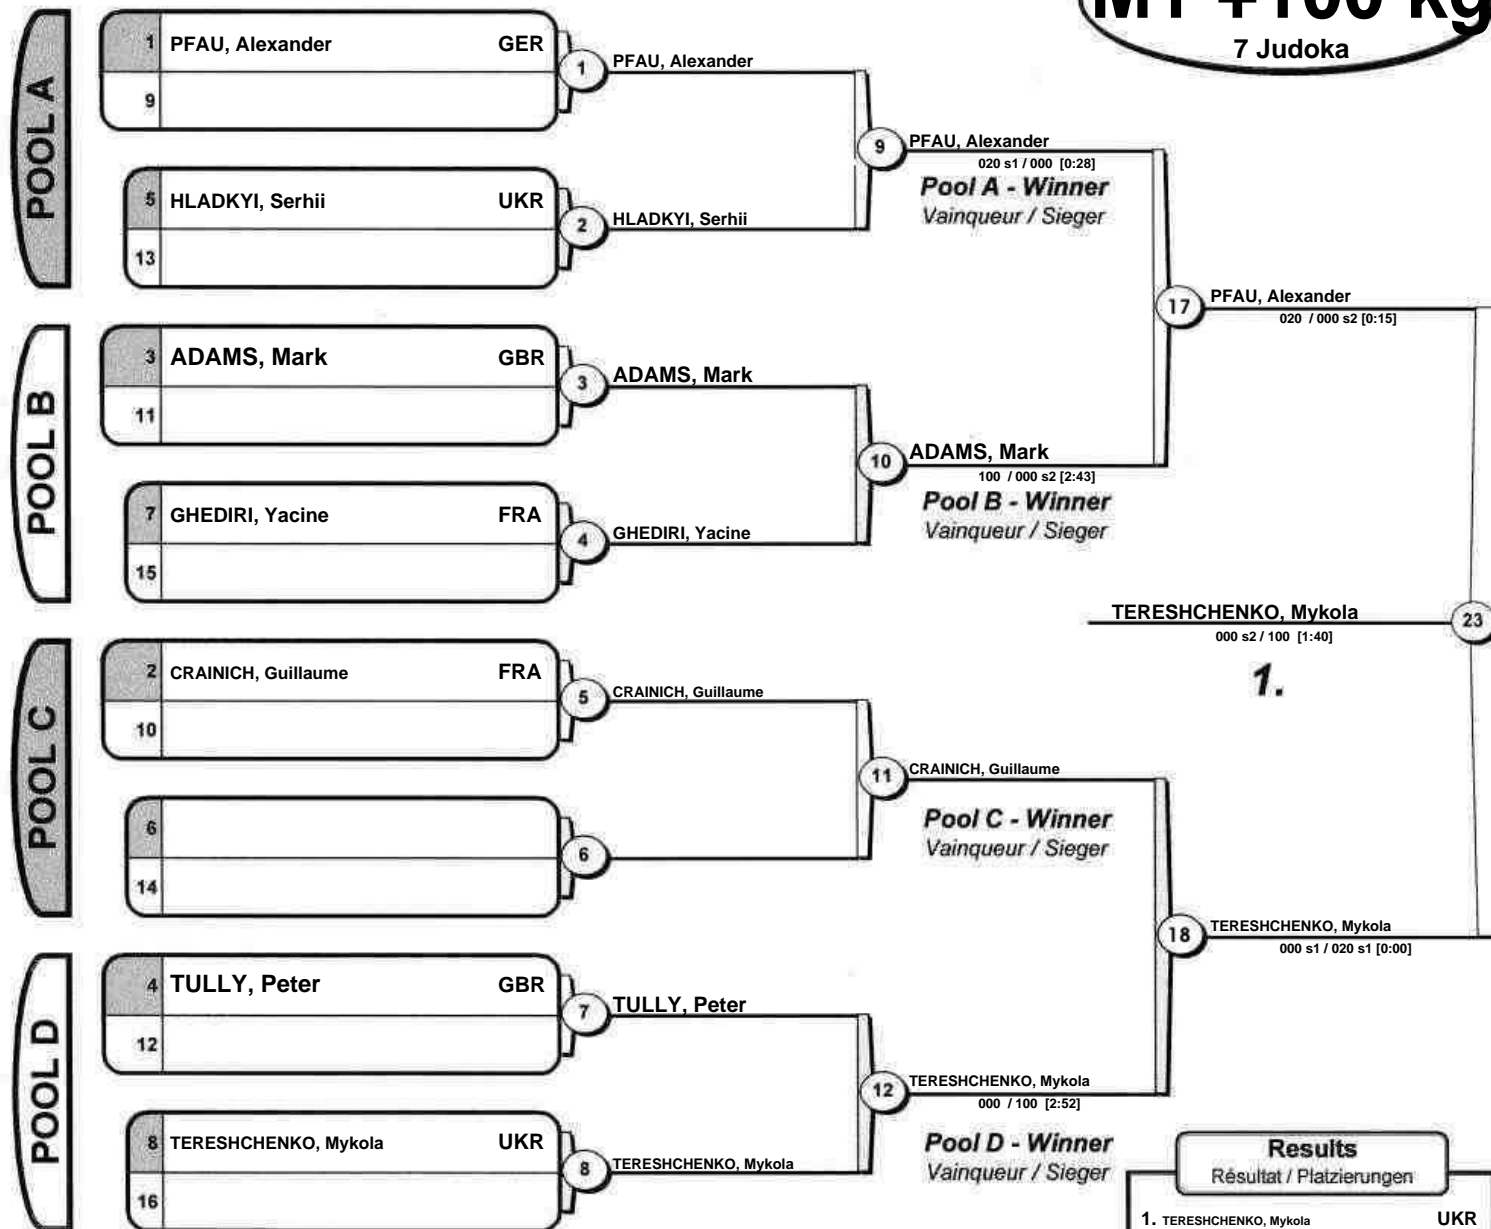 M1 +100 kg
7 Judoka
POOL A
1 PFAU, Alexander GER
9
5 HLADKYI, Serhii UKR
13
1 PFAU, Alexander
2 HLADKYI, Serhii
9 PFAU, Alexander
020 s1 / 000 [0:28]
Pool A - Winner
Vainqueur / Sieger
POOL B
3 ADAMS, Mark GBR
11
7 GHEDIRI, Yacine FRA
15
3 ADAMS, Mark
4 GHEDIRI, Yacine
10 ADAMS, Mark
100 / 000 s2 [2:43]
Pool B - Winner
Vainqueur / Sieger
17 PFAU, Alexander
020 / 000 s2 [0:15]
POOL C
2 CRAINICH, Guillaume FRA
10
6
14
5 CRAINICH, Guillaume
6
11 CRAINICH, Guillaume
Pool C - Winner
Vainqueur / Sieger
POOL D
4 TULLY, Peter GBR
12
8 TERESHCHENKO, Mykola UKR
16
7 TULLY, Peter
8 TERESHCHENKO, Mykola
12 TERESHCHENKO, Mykola
000 / 100 [2:52]
Pool D - Winner
Vainqueur / Sieger
18 TERESHCHENKO, Mykola
000 s1 / 020 s1 [0:00]
TERESHCHENKO, Mykola 23
000 s2 / 100 [1:40]
1.
Results
Résultat / Platzierungen
1. TERESHCHENKO, Mykola UKR